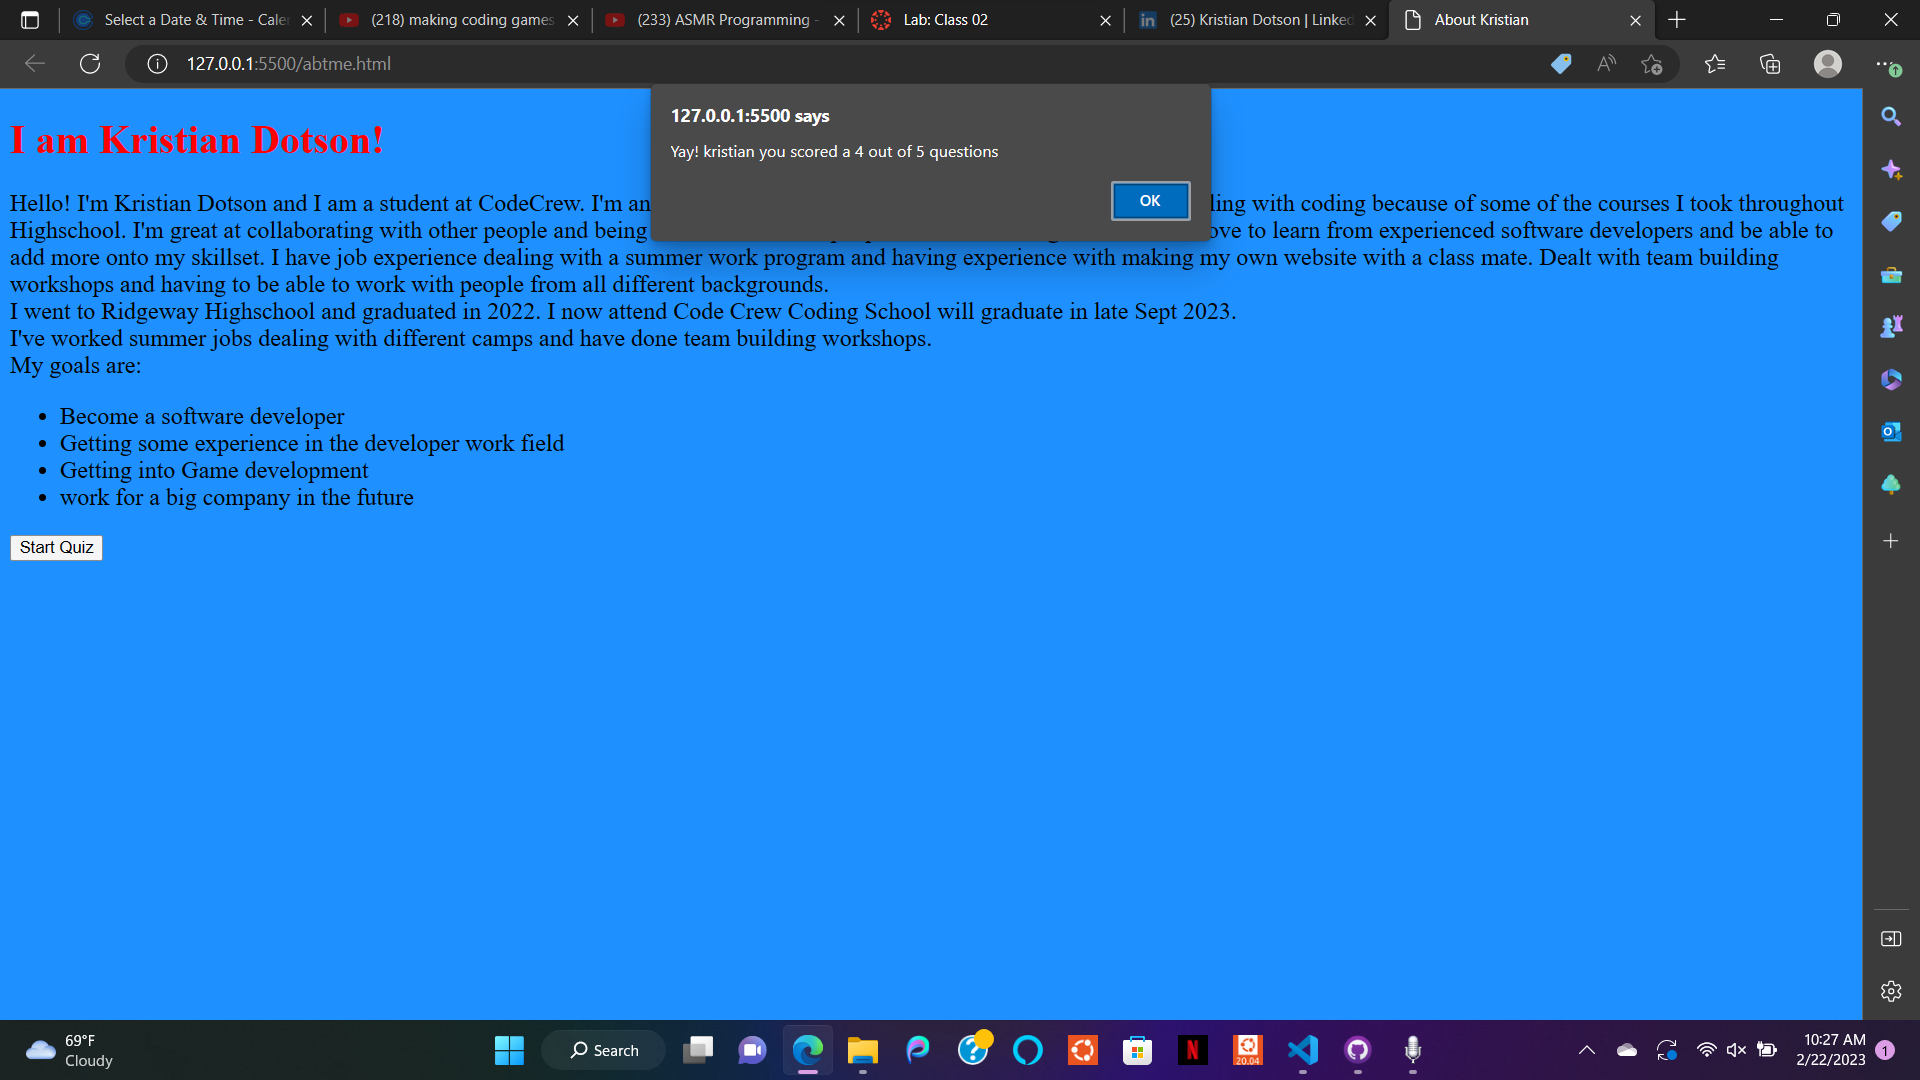 Select a Date & Time - Cale
(218) making coding games
(233) ASMR Programming -
Lab: Class 02
(25) Kristian Dotson | Linked
About Kristian
127.0.0.1:5500/abtme.html
127.0.0.1:5500 says
Yay! kristian you scored a 4 out of 5 questions
OK
I am Kristian Dotson!
Hello! I'm Kristian Dotson and I am a student at CodeCrew. I'm an ling with coding because of some of the courses I took throughout
Highschool. I'm great at collaborating with other people and being ove to learn from experienced software developers and be able to
add more onto my skillset. I have job experience dealing with a summer work program and having experience with making my own website with a class mate. Dealt with team building
workshops and having to be able to work with people from all different backgrounds.
I went to Ridgeway Highschool and graduated in 2022. I now attend Code Crew Coding School will graduate in late Sept 2023.
I've worked summer jobs dealing with different camps and have done team building workshops.
My goals are:
• Become a software developer
• Getting some experience in the developer work field
• Getting into Game development
• work for a big company in the future
Start Quiz
69°F
Cloudy
Search
20.04
10:27 AM
2/22/2023
1